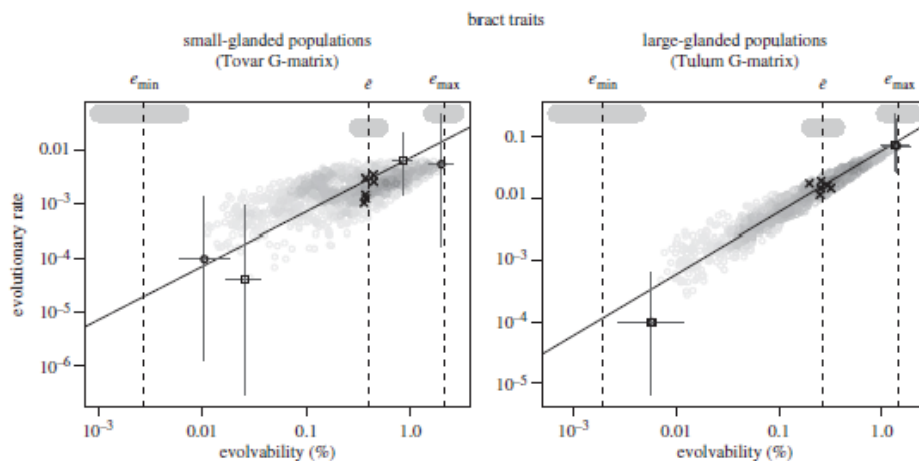 bract traits
small-glanded populations
(Tovar G-matrix)
large-glanded populations
(Tulum G-matrix)
e_min ē e_max
e_min ē e_max
0.01
10⁻³
10⁻⁴
10⁻⁵
10⁻⁶
evolutionary rate
10⁻³ 0.01 0.1 1.0
evolvability (%)
0.1
0.01
10⁻³
10⁻⁴
10⁻⁵
10⁻³ 0.01 0.1 1.0
evolvability (%)